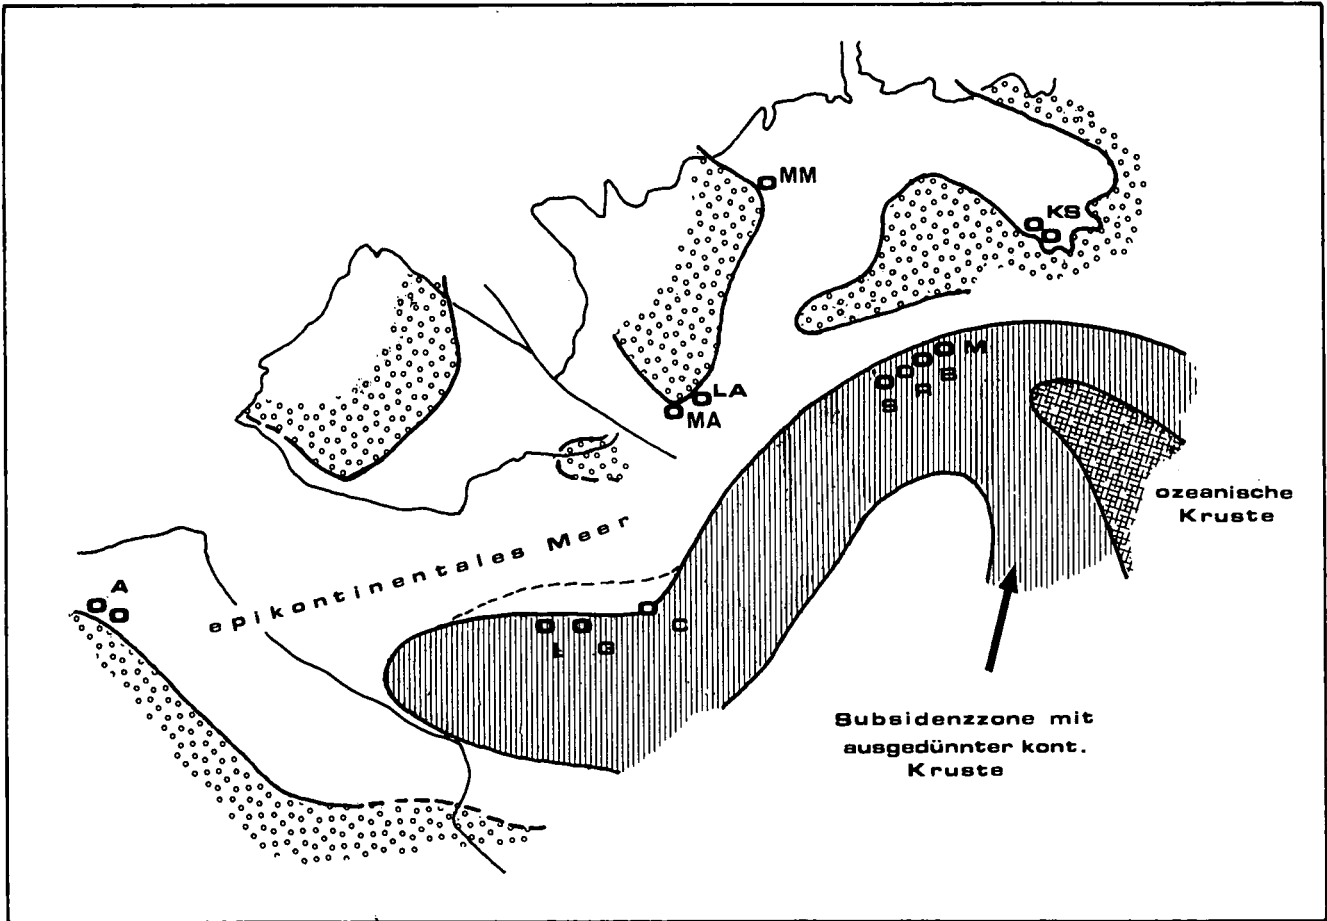 MM
KS
LA
MA
M
B
R
S
ozeanische
Kruste
epikontinentales Meer
A
C
G
L
Subsidenzzone mit
ausgedünnter kont.
Kruste